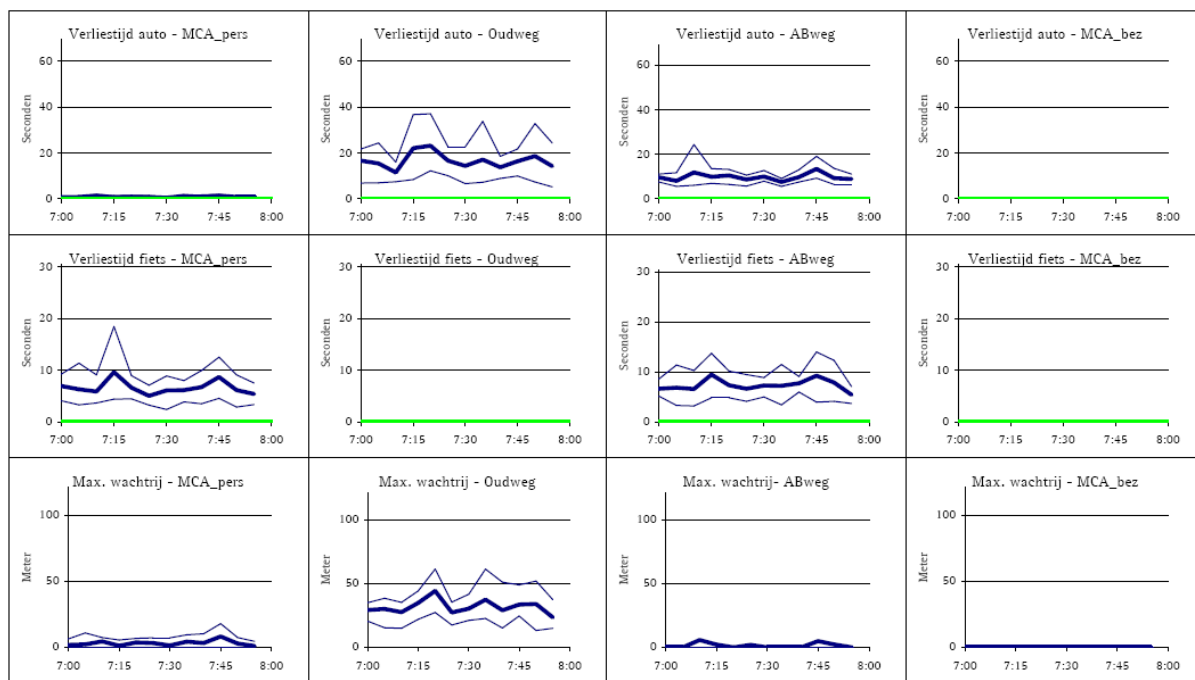 Verliestijd auto - MCA_pers
Seconden
60
40
20
0
7:00 7:15 7:30 7:45 8:00
Verliestijd auto - Oudweg
Seconden
60
40
20
0
7:00 7:15 7:30 7:45 8:00
Verliestijd auto - ABweg
Seconden
60
40
20
0
7:00 7:15 7:30 7:45 8:00
Verliestijd auto - MCA_bez
Seconden
60
40
20
0
7:00 7:15 7:30 7:45 8:00
Verliestijd fiets - MCA_pers
Seconden
30
20
10
0
7:00 7:15 7:30 7:45 8:00
Verliestijd fiets - Oudweg
Seconden
30
20
10
0
7:00 7:15 7:30 7:45 8:00
Verliestijd fiets - ABweg
Seconden
30
20
10
0
7:00 7:15 7:30 7:45 8:00
Verliestijd fiets - MCA_bez
Seconden
30
20
10
0
7:00 7:15 7:30 7:45 8:00
Max. wachtrij - MCA_pers
Meter
100
50
0
7:00 7:15 7:30 7:45 8:00
Max. wachtrij - Oudweg
Meter
100
50
0
7:00 7:15 7:30 7:45 8:00
Max. wachtrij- ABweg
Meter
100
50
0
7:00 7:15 7:30 7:45 8:00
Max. wachtrij - MCA_bez
Meter
100
50
0
7:00 7:15 7:30 7:45 8:00